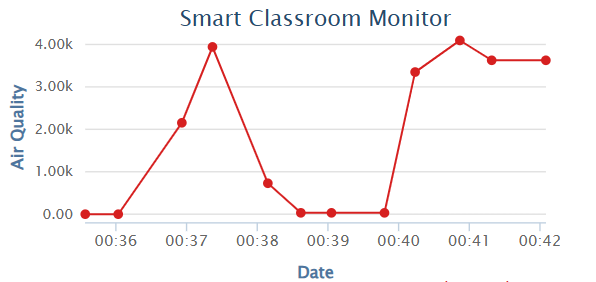 Smart Classroom Monitor
4.00k
3.00k
2.00k
1.00k
0.00
Air Quality
00:36 00:37 00:38 00:39 00:40 00:41 00:42
Date